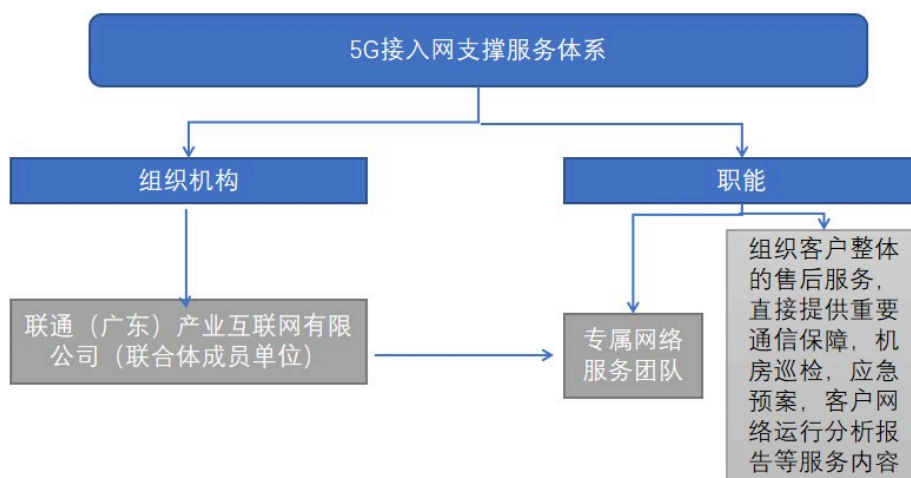 5G接入网支撑服务体系
组织机构
职能
联通（广东）产业互联网有限
公司（联合体成员单位）
专属网络
服务团队
组织客户整体
的售后服务，
直接提供重要
通信保障，机
房巡检，应急
预案，客户网
络运行分析报
告等服务内容